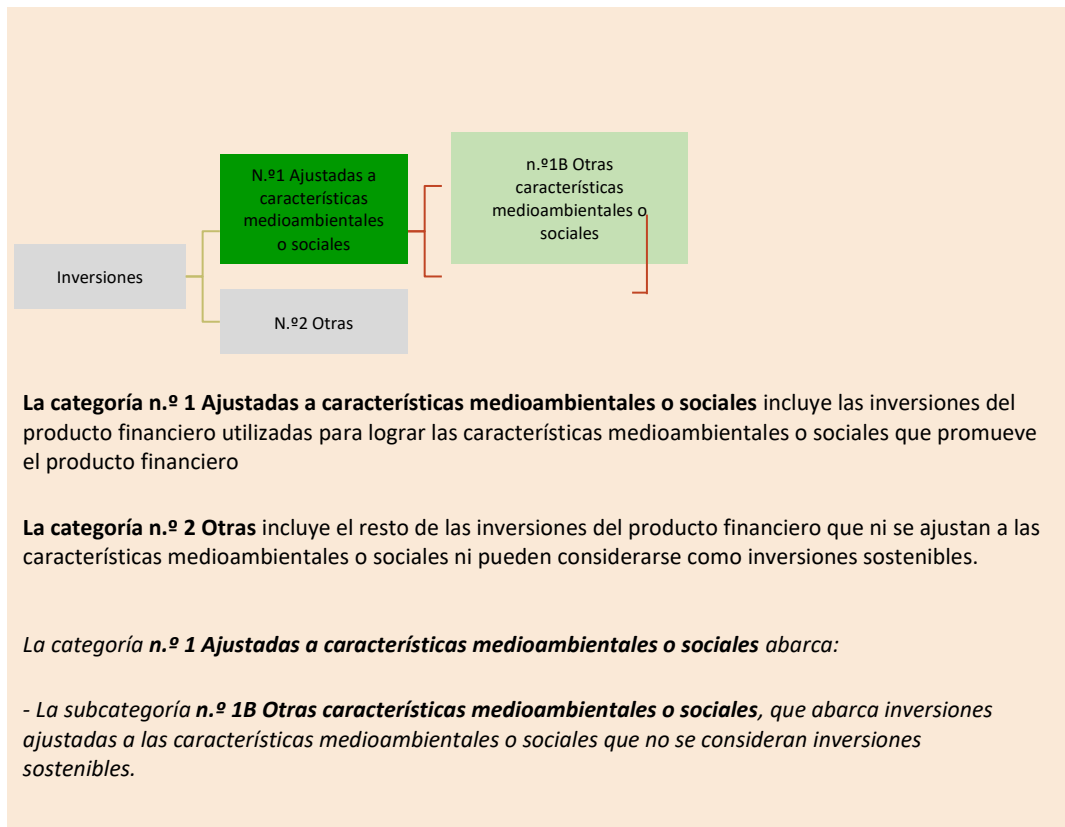 N.º1 Ajustadas a
características
medioambientales
o sociales
n.º1B Otras
características
medioambientales o
sociales
Inversiones
N.º2 Otras
La categoría n.º 1 Ajustadas a características medioambientales o sociales incluye las inversiones del
producto financiero utilizadas para lograr las características medioambientales o sociales que promueve
el producto financiero
La categoría n.º 2 Otras incluye el resto de las inversiones del producto financiero que ni se ajustan a las
características medioambientales o sociales ni pueden considerarse como inversiones sostenibles.
La categoría n.º 1 Ajustadas a características medioambientales o sociales abarca:
- La subcategoría n.º 1B Otras características medioambientales o sociales, que abarca inversiones
ajustadas a las características medioambientales o sociales que no se consideran inversiones
sostenibles.